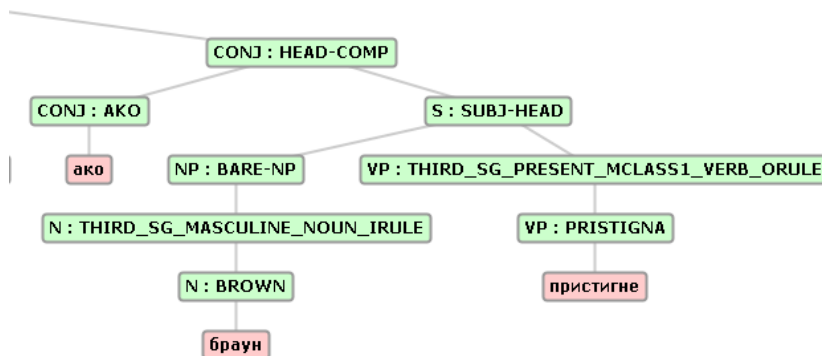 CONJ : HEAD-COMP
CONJ : AKO
S : SUBJ-HEAD
ако
NP : BARE-NP
VP : THIRD_SG_PRESENT_MCLASS1_VERB_ORULE
N : THIRD_SG_MASCULINE_NOUN_IRULE
VP : PRISTIGNA
N : BROWN
пристигне
браун